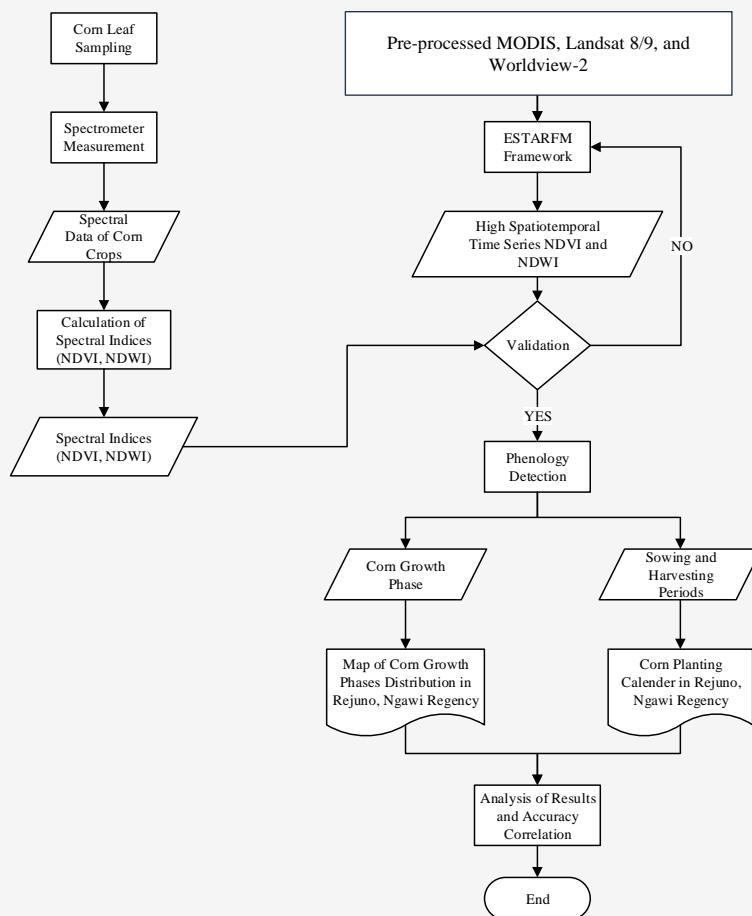 Corn Leaf
Sampling
Spectrometer
Measurement
Spectral
Data of Corn
Crops
Calculation of
Spectral Indices
(NDVI, NDWI)
Spectral Indices
(NDVI, NDWI)
Pre-processed MODIS, Landsat 8/9, and
Worldview-2
ESTARFM
Framework
High Spatiotemporal
Time Series NDVI and
NDWI
NO
Validation
YES
Phenology
Detection
Corn Growth
Phase
Sowing and
Harvesting
Periods
Map of Corn Growth
Phases Distribution in
Rejuno, Ngawi Regency
Corn Planting
Calender in Rejuno,
Ngawi Regency
Analysis of Results
and Accuracy
Correlation
End